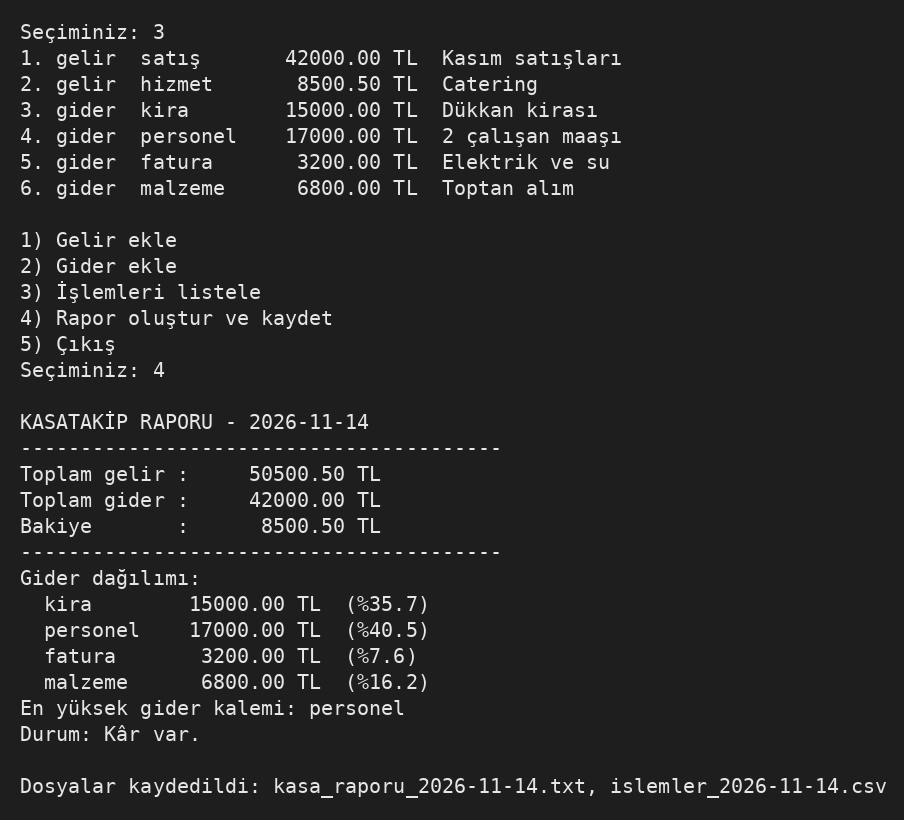 Seçiminiz: 3
1. gelir  satış       42000.00 TL  Kasım satışları
2. gelir  hizmet       8500.50 TL  Catering
3. gider  kira        15000.00 TL  Dükkan kirası
4. gider  personel    17000.00 TL  2 çalışan maaşı
5. gider  fatura       3200.00 TL  Elektrik ve su
6. gider  malzeme      6800.00 TL  Toptan alım

1) Gelir ekle
2) Gider ekle
3) İşlemleri listele
4) Rapor oluştur ve kaydet
5) Çıkış
Seçiminiz: 4

KASATAKİP RAPORU - 2026-11-14
----------------------------------------
Toplam gelir :     50500.50 TL
Toplam gider :     42000.00 TL
Bakiye       :      8500.50 TL
----------------------------------------
Gider dağılımı:
  kira        15000.00 TL  (%35.7)
  personel    17000.00 TL  (%40.5)
  fatura       3200.00 TL  (%7.6)
  malzeme      6800.00 TL  (%16.2)
En yüksek gider kalemi: personel
Durum: Kâr var.

Dosyalar kaydedildi: kasa_raporu_2026-11-14.txt, islemler_2026-11-14.csv